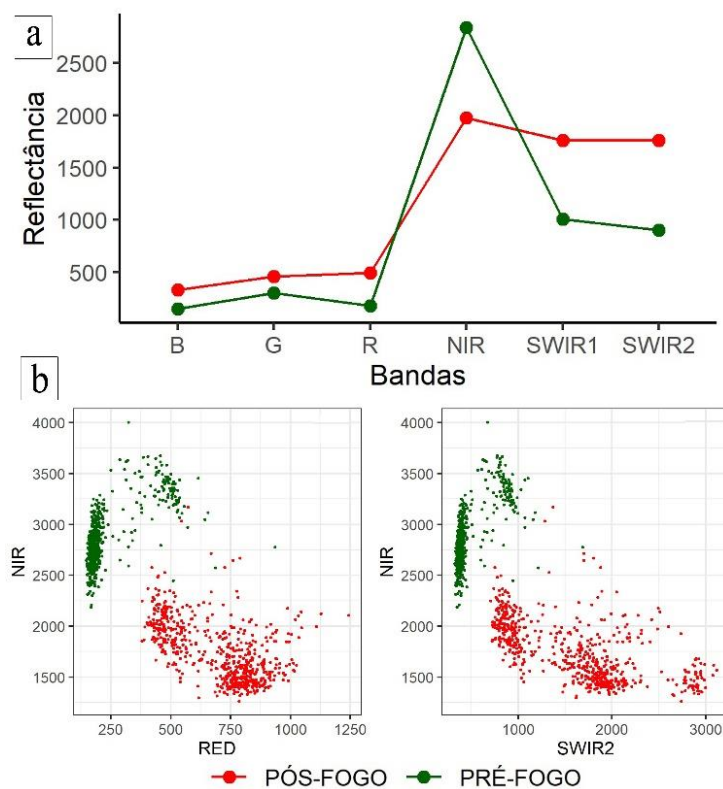 a
Reflectância
2500
2000
1500
1000
500
B G R NIR SWIR1 SWIR2
Bandas
b
NIR
4000
3500
3000
2500
2000
1500
250 500 750 1000 1250
RED
NIR
4000
3500
3000
2500
2000
1500
1000 2000 3000
SWIR2
PÓS-FOGO PRÉ-FOGO